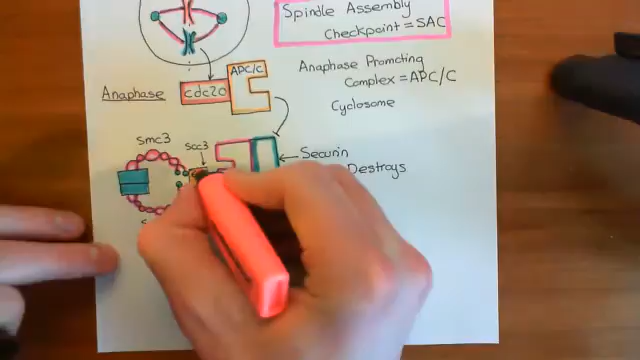 Spindle Assembly
Checkpoint = SAC
APC/C
Anaphase Promoting
Complex = APC/C
Anaphase
cdc20
Cyclosome
smc3
scc3
Securin
Destroys